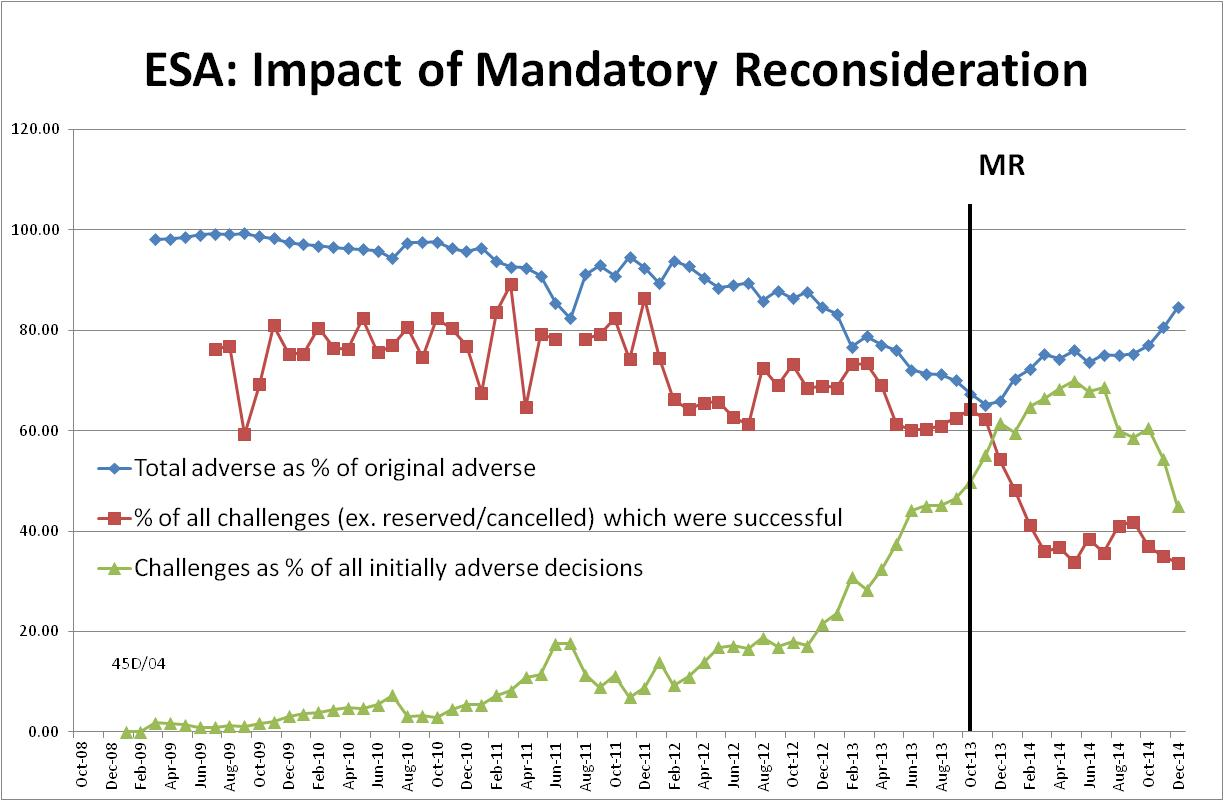 ESA: Impact of Mandatory Reconsideration
120.00
MR
100.00
80.00
60.00
Total adverse as % of original adverse
% of all challenges (ex. reserved/cancelled) which were successful
40.00
Challenges as % of all initially adverse decisions
20.00
45D/04
0.00
Oct-08
Dec-08
Feb-09
Apr-09
Jun-09
Aug-09
Oct-09
Dec-09
Feb-10
Apr-10
Jun-10
Aug-10
Oct-10
Dec-10
Feb-11
Apr-11
Jun-11
Aug-11
Oct-11
Dec-11
Feb-12
Apr-12
Jun-12
Aug-12
Oct-12
Dec-12
Feb-13
Apr-13
Jun-13
Aug-13
Oct-13
Dec-13
Feb-14
Apr-14
Jun-14
Aug-14
Oct-14
Dec-14